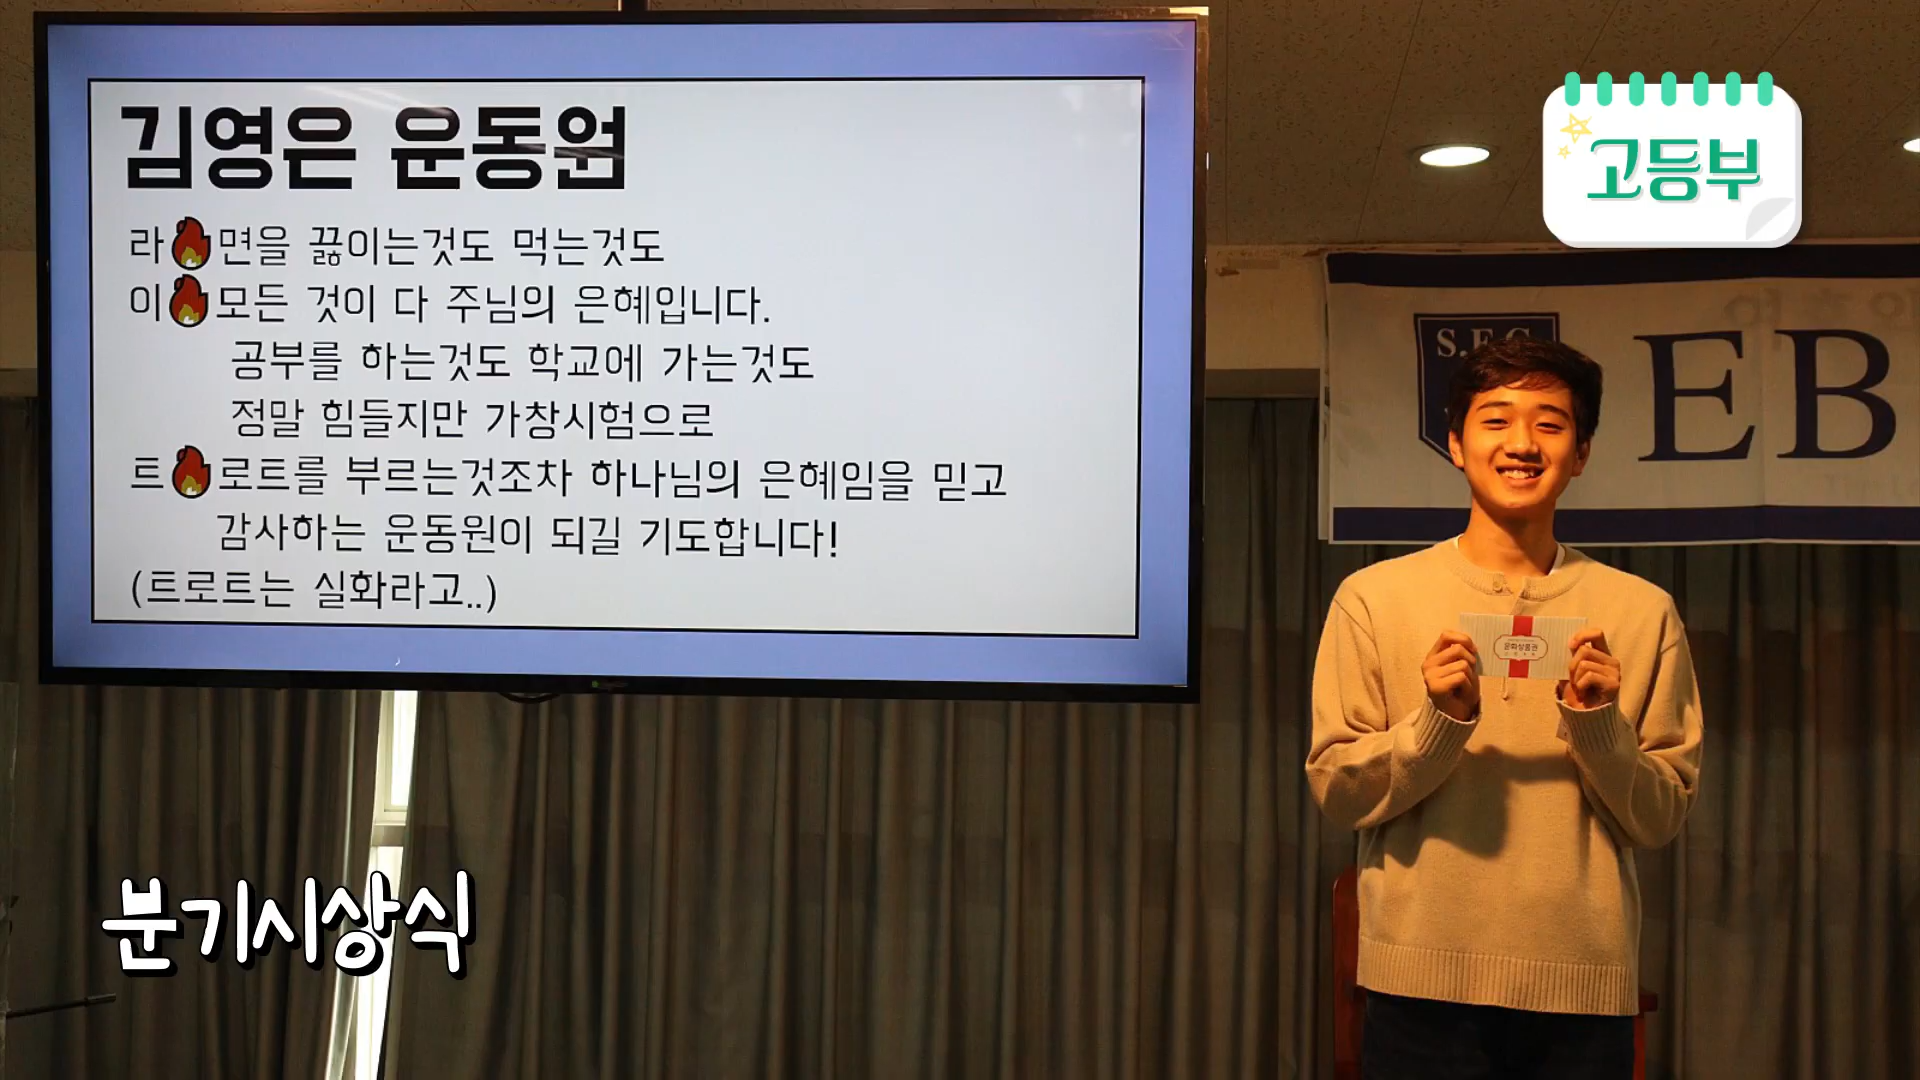 김영은 운동원
라🔥면을 끓이는것도 먹는것도
이🔥모든 것이 다 주님의 은혜입니다.
공부를 하는것도 학교에 가는것도
정말 힘들지만 가창시험으로
트🔥로트를 부르는것조차 하나님의 은혜임을 믿고
감사하는 운동원이 되길 기도합니다!
(트로트는 실화라고..)
고등부
S.F.C
EB
문화상품권
분기시상식